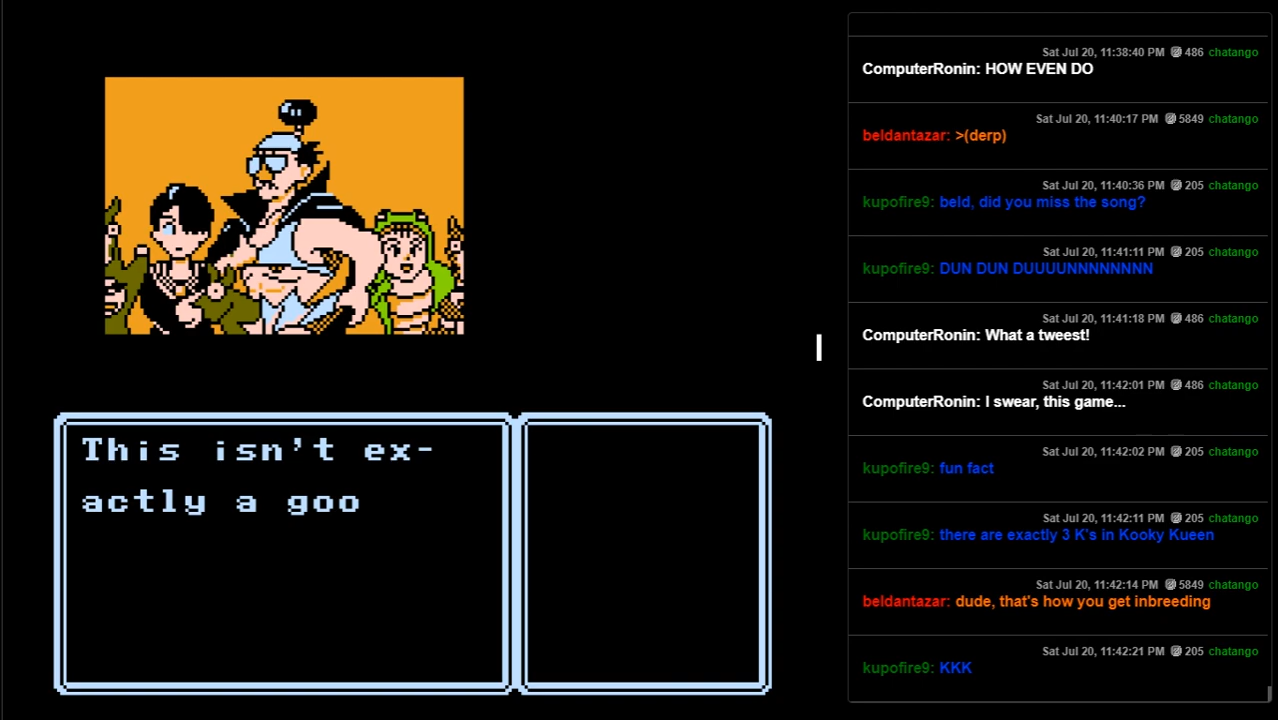 This isn't ex-
actly a goo
Sat Jul 20, 11:38:40 PM 486 chatango
ComputerRonin: HOW EVEN DO
Sat Jul 20, 11:40:17 PM 5849 chatango
beldantazar: >(derp)
Sat Jul 20, 11:40:36 PM 205 chatango
kupofire9: beld, did you miss the song?
Sat Jul 20, 11:41:11 PM 205 chatango
kupofire9: DUN DUN DUUUUNNNNNNNN
Sat Jul 20, 11:41:18 PM 486 chatango
ComputerRonin: What a tweest!
Sat Jul 20, 11:42:01 PM 486 chatango
ComputerRonin: I swear, this game...
Sat Jul 20, 11:42:02 PM 205 chatango
kupofire9: fun fact
Sat Jul 20, 11:42:11 PM 205 chatango
kupofire9: there are exactly 3 K's in Kooky Kueen
Sat Jul 20, 11:42:14 PM 5849 chatango
beldantazar: dude, that's how you get inbreeding
Sat Jul 20, 11:42:21 PM 205 chatango
kupofire9: KKK